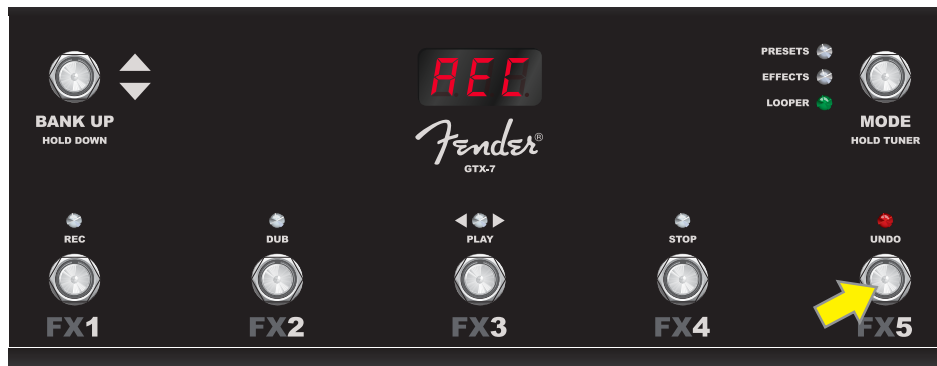 AEC
PRESETS
EFFECTS
LOOPER
BANK UP
HOLD DOWN
Fender®
GTX-7
MODE
HOLD TUNER
REC
DUB
PLAY
STOP
UNDO
FX1
FX2
FX3
FX4
FX5